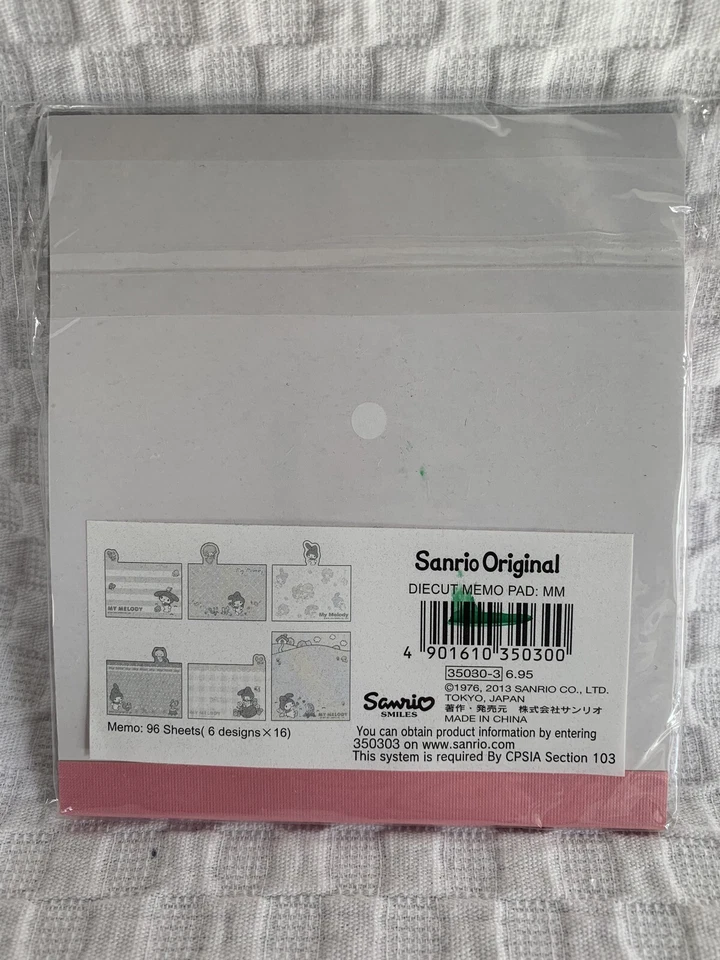 MY MELODY
My Melody
MY MELODY
Memo: 96 Sheets( 6 designs×16)
Sanrio Original
DIECUT MEMO PAD: MM
4 901610 350300
35030-3 6.95
©1976, 2013 SANRIO CO., LTD.
TOKYO, JAPAN
著作・発売元 株式会社サンリオ
MADE IN CHINA
Sanrio
SMILES
You can obtain product information by entering
350303 on www.sanrio.com
This system is required By CPSIA Section 103